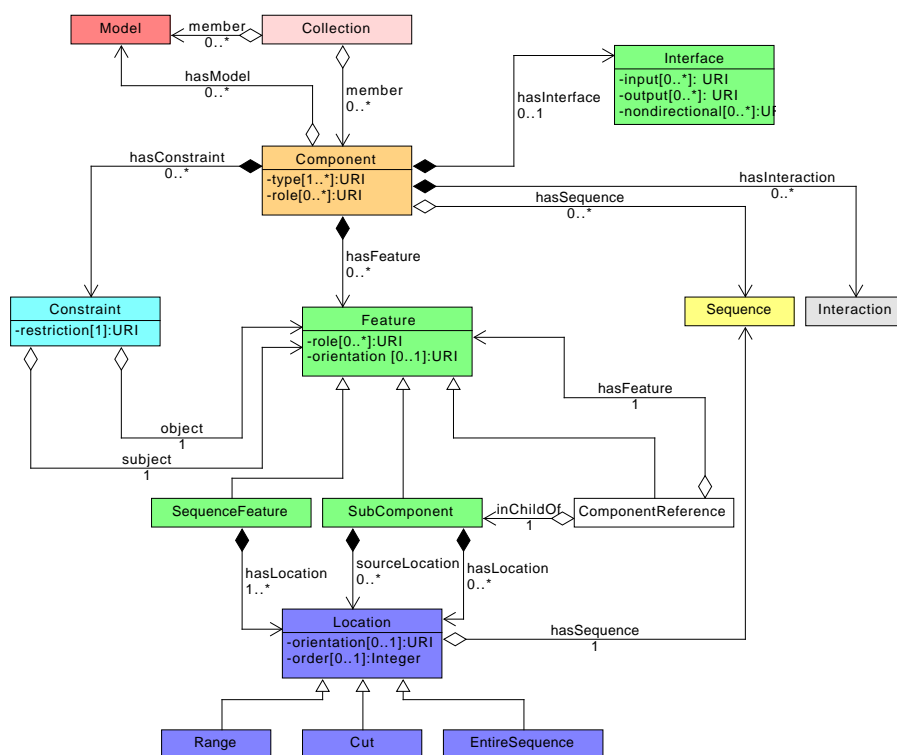 Model
member
0..*
Collection
hasModel
0..*
member
0..*
hasInterface
0..1
Interface
-input[0..*]: URI
-output[0..*]: URI
-nondirectional[0..*]:UR
hasConstraint
0..*
Component
-type[1..*]:URI
-role[0..*]:URI
hasInteraction
0..*
hasSequence
0..*
hasFeature
0..*
Constraint
-restriction[1]:URI
Feature
-role[0..*]:URI
-orientation [0..1]:URI
Sequence
Interaction
hasFeature
1
object
1
subject
1
SequenceFeature
SubComponent
inChildOf
1
ComponentReference
hasLocation
1..*
sourceLocation
0..*
hasLocation
0..*
Location
-orientation[0..1]:URI
-order[0..1]:Integer
hasSequence
1
Range
Cut
EntireSequence